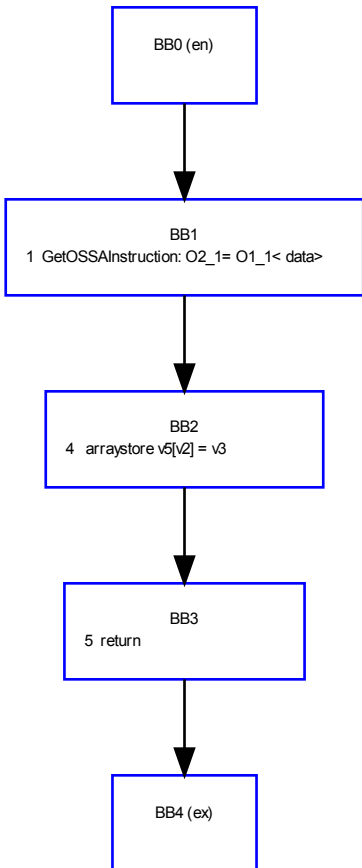 BB0 (en)
BB1
1 GetOSSAInstruction: O2_1= O1_1< data>
BB2
4 arraystore v5[v2] = v3
BB3
5 return
BB4 (ex)